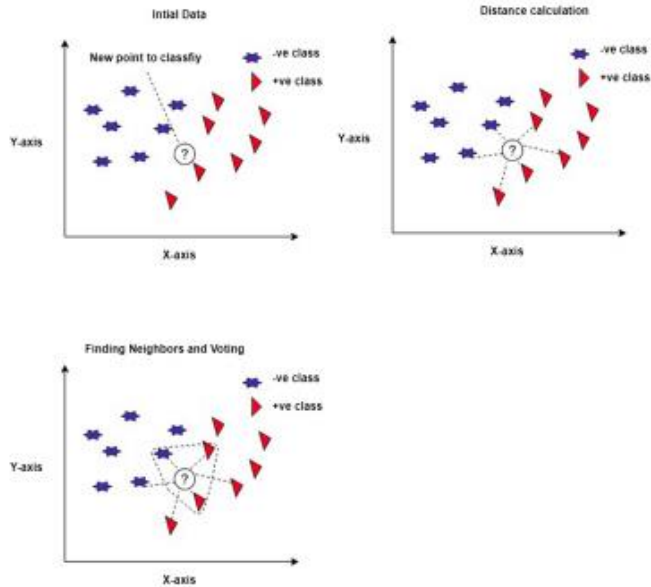 Intial Data
New point to classfiy
-ve class
+ve class
Y-axis
?
X-axis
Distance calculation
-ve class
+ve class
Y-axis
?
X-axis
Finding Neighbors and Voting
-ve class
+ve class
Y-axis
?
X-axis